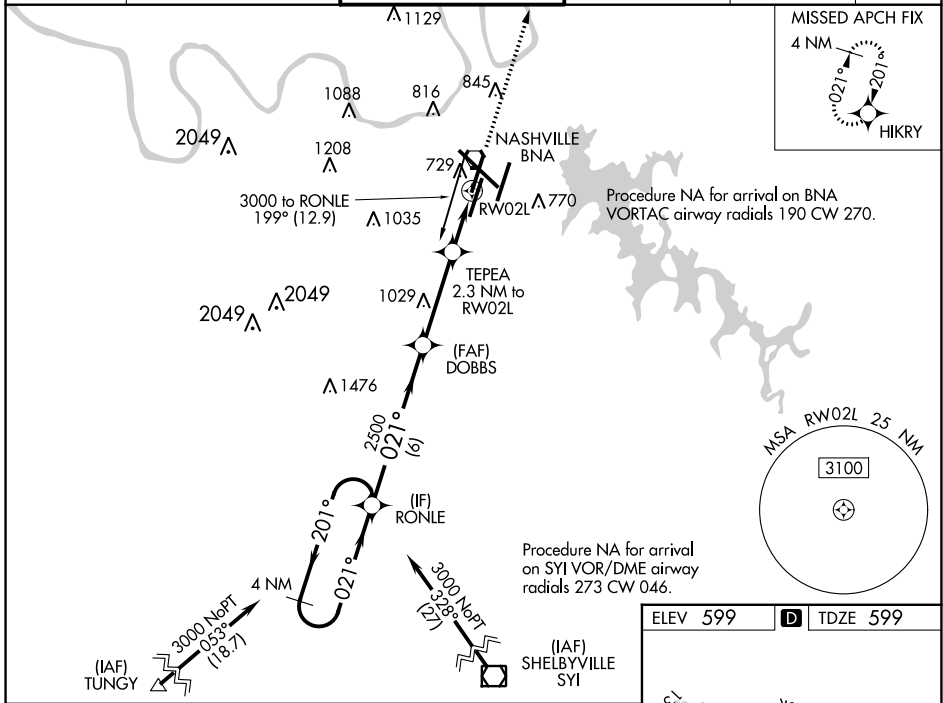 1129
MISSED APCH FIX
4 NM
021°
201°
HIKRY
1088
816
845
2049
1208
729
NASHVILLE
BNA
3000 to RONLE
199° (12.9)
1035
RW02L
770
Procedure NA for arrival on BNA
VORTAC airway radials 190 CW 270.
TEPEA
2.3 NM to
RW02L
2049
2049
1029
(FAF)
DOBBS
1476
2500
021°
(6)
MSA RW02L 25 NM
3100
(IF)
RONLE
201°
021°
4 NM
Procedure NA for arrival
on SYI VOR/DME airway
radials 273 CW 046.
3000 NoPT
053°
(18.7)
3000 NoPT
328°
(27)
(IAF)
TUNGY
(IAF)
SHELBYVILLE
SYI
ELEV 599
D
TDZE 599